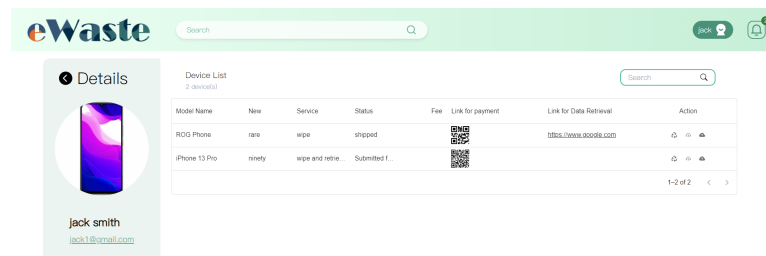 eWaste
Search
jack
Details
jack smith
jack1@gmail.com
Device List
2 device(s)
Search
Model Name New Service Status Fee Link for payment Link for Data Retrieval Action
ROG Phone rare wipe shipped https://www.google.com
iPhone 13 Pro ninety wipe and retrie... Submitted f...
1–2 of 2